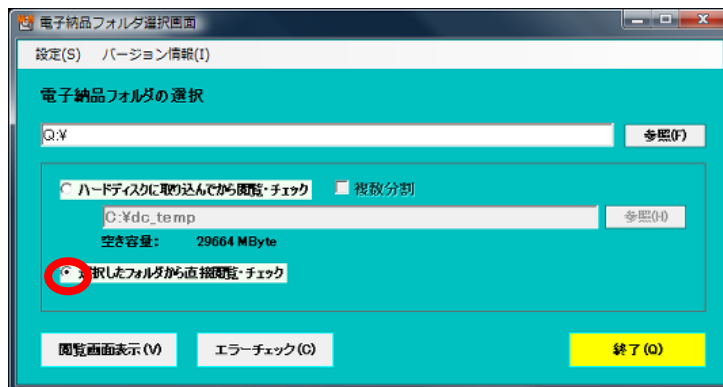 電子納品フォルダ選択画面
設定(S) バージョン情報(I)
電子納品フォルダの選択
Q:¥ 参照(F)
ハードディスクに取り込んでから閲覧・チェック 複数分割
C:¥dc_temp 参照(H)
空き容量： 29664 MByte
選択したフォルダから直接閲覧・チェック
閲覧画面表示(V) エラーチェック(C) 終了(Q)